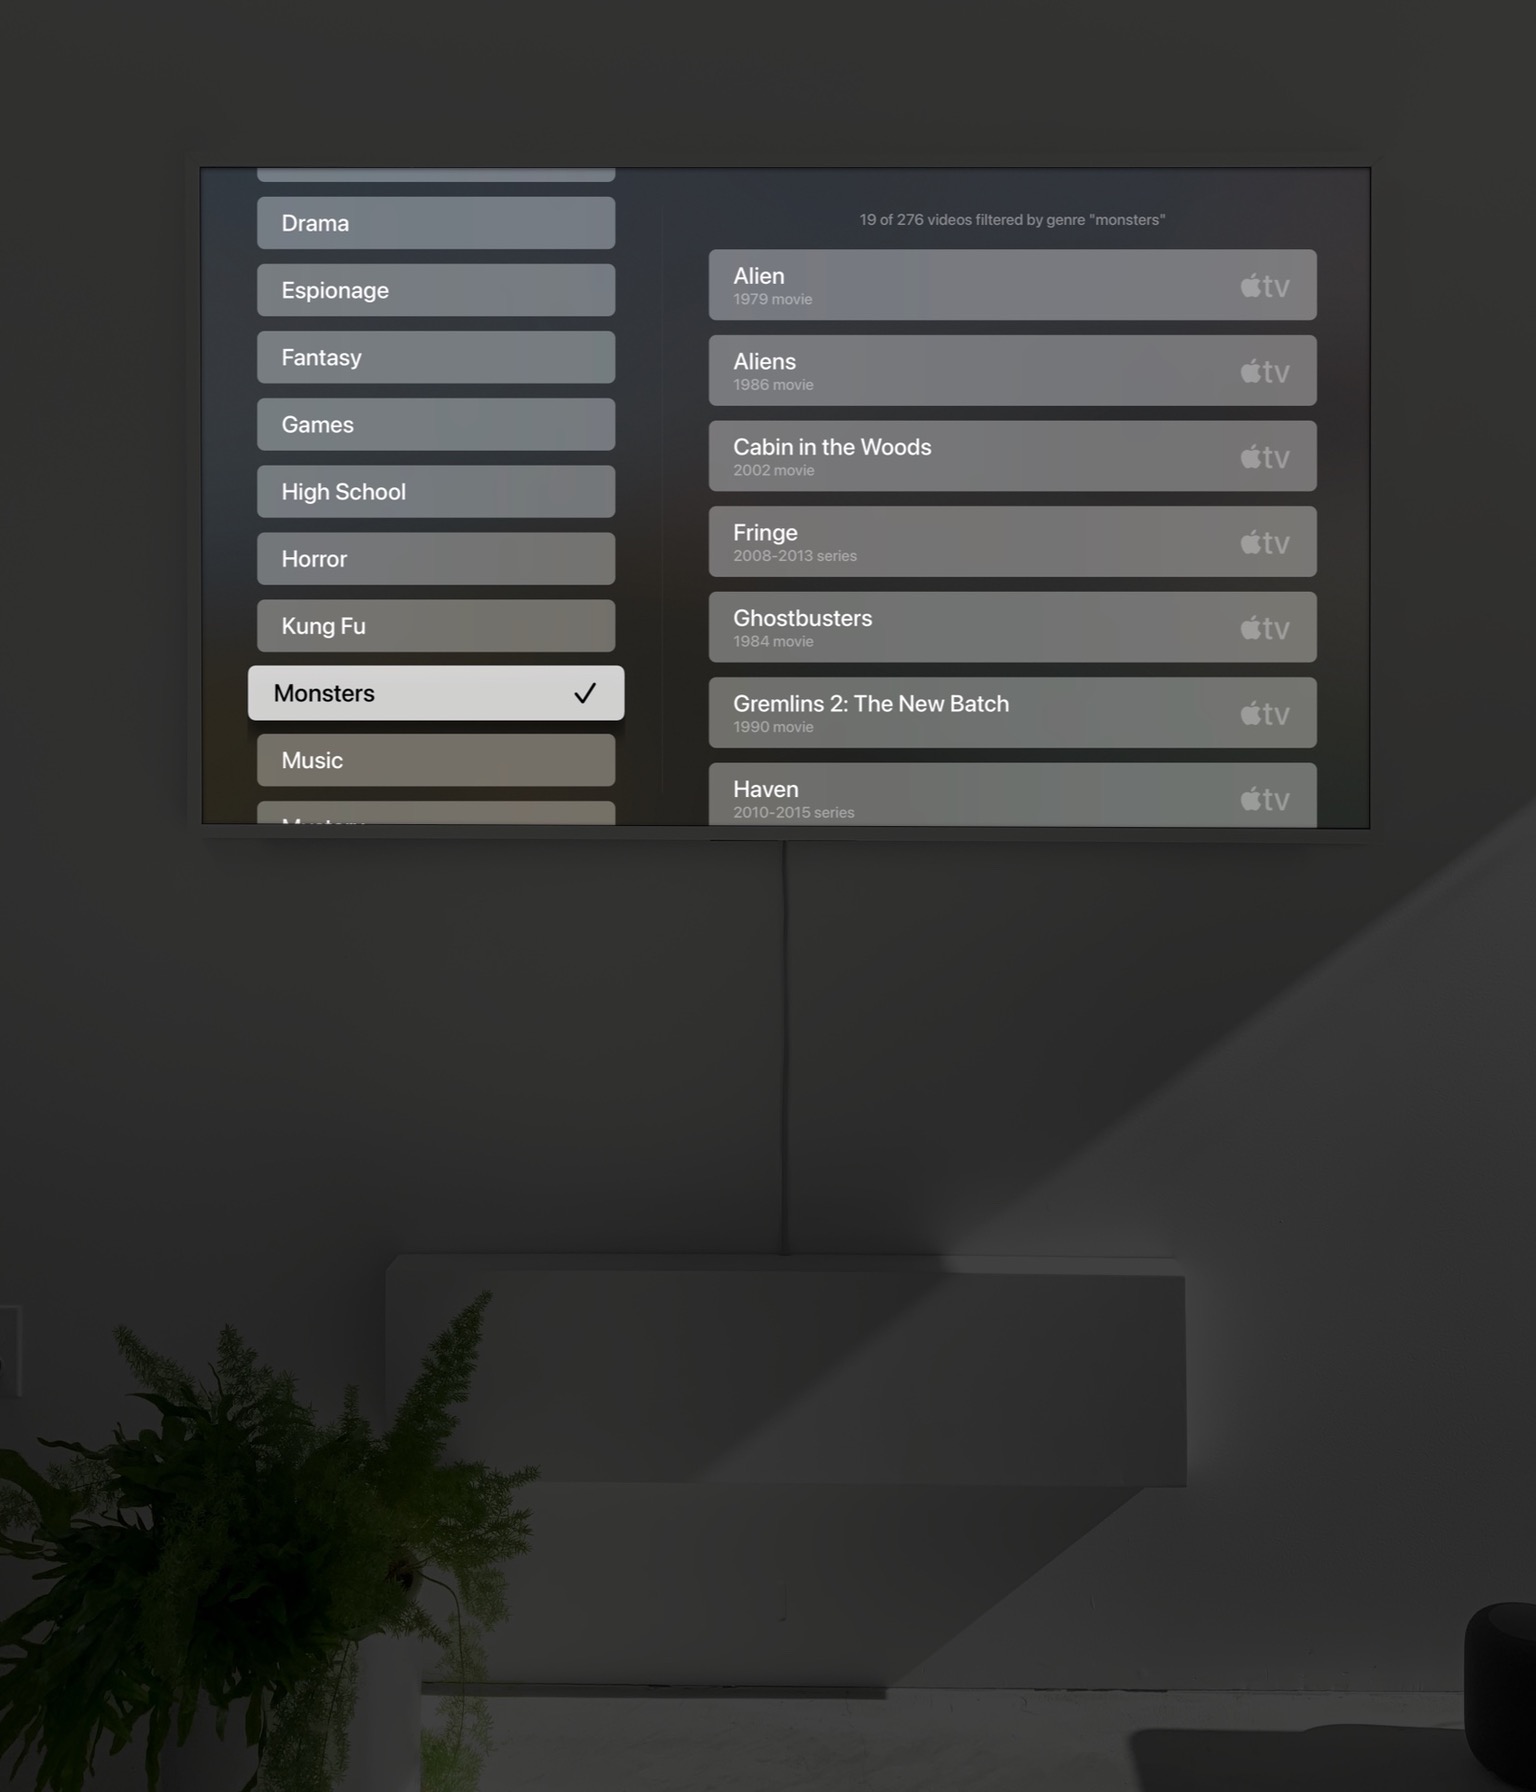 Drama
Espionage
Fantasy
Games
High School
Horror
Kung Fu
Monsters
Music
Mystery
19 of 276 videos filtered by genre "monsters"
Alien
1979 movie
tv
Aliens
1986 movie
tv
Cabin in the Woods
2002 movie
tv
Fringe
2008-2013 series
tv
Ghostbusters
1984 movie
tv
Gremlins 2: The New Batch
1990 movie
tv
Haven
2010-2015 series
tv